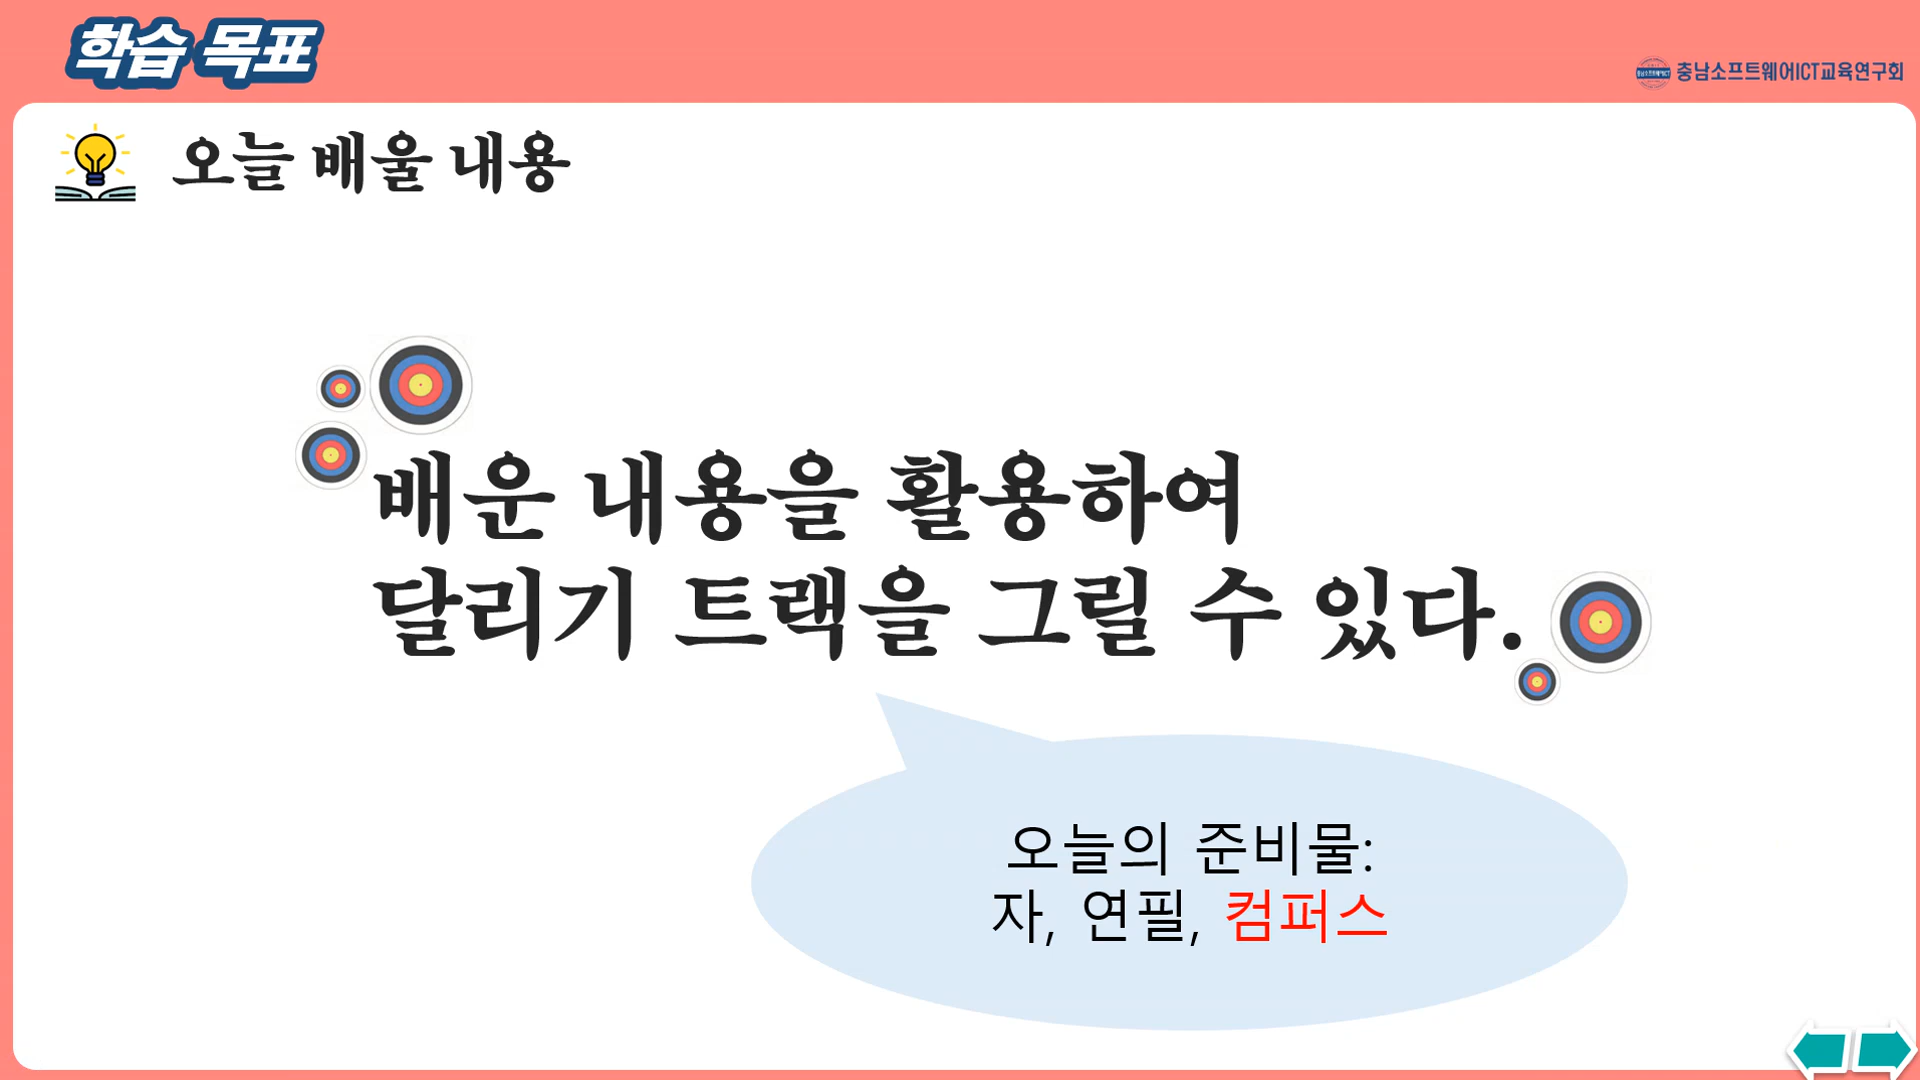 학습 목표
충남소프트웨어ICT교육연구회
오늘 배울 내용
배운 내용을 활용하여
달리기 트랙을 그릴 수 있다.
오늘의 준비물:
자, 연필, 컴퍼스